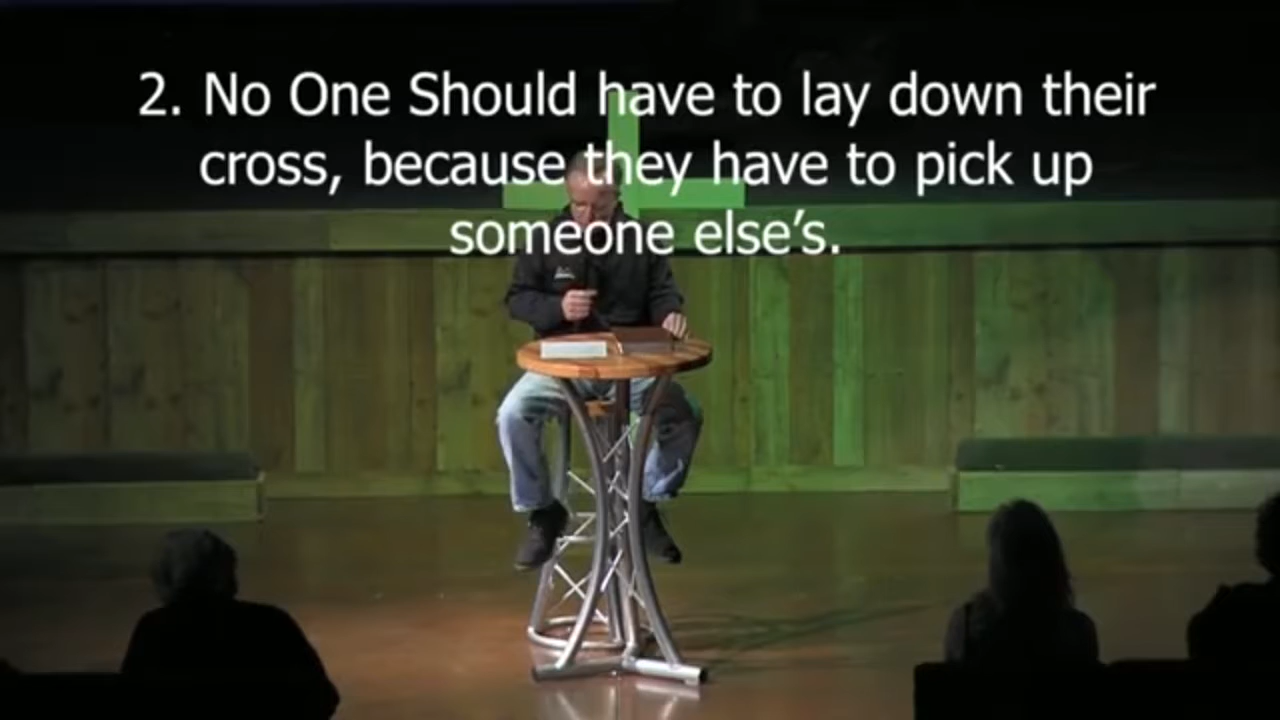 2. No One Should have to lay down their
cross, because they have to pick up
someone else’s.